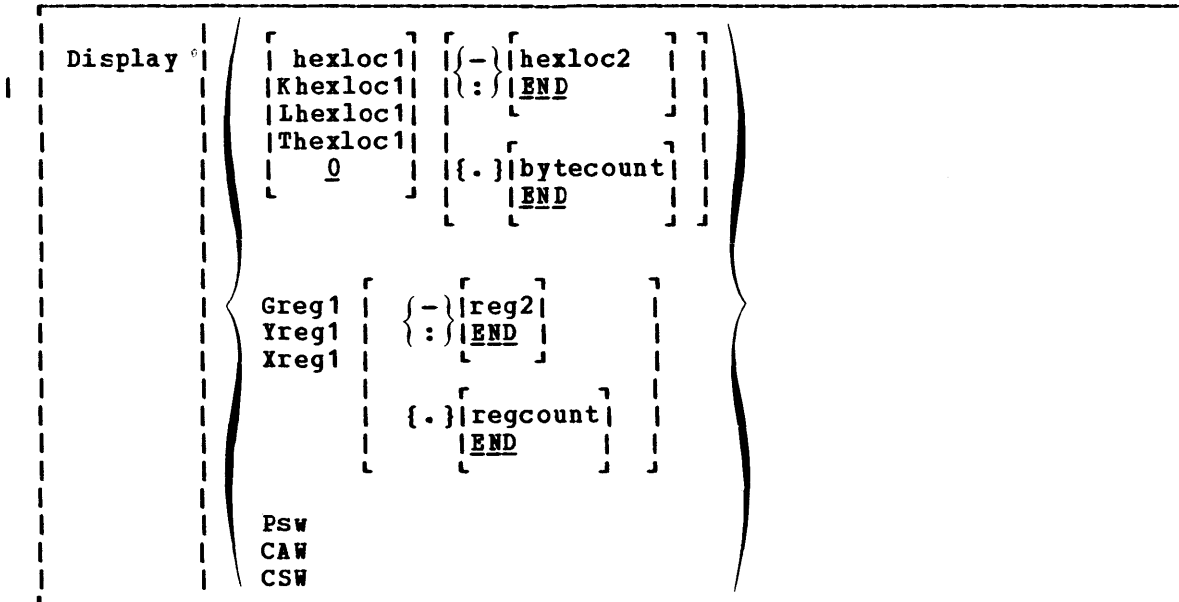 Display hexloc1 {-} hexloc2
Khexloc1 {:} END
Lhexloc1
Thexloc1
0 {.} bytecount
END
Greg1 {-} reg2
Yreg1 {:} END
Xreg1
{.} regcount
END
Psw
CAW
CSW